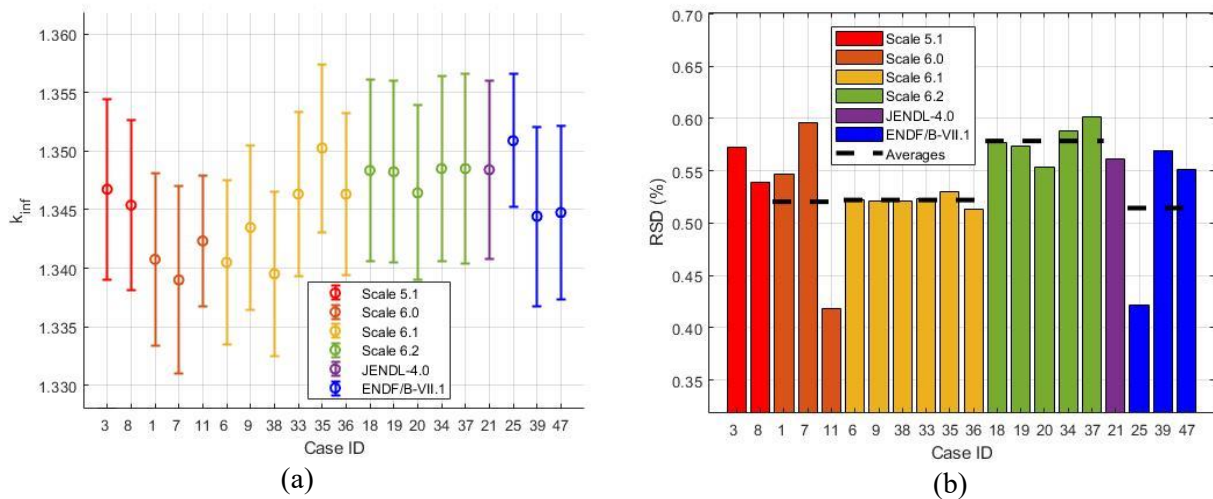 1.360
1.355
1.350
1.345
1.340
1.335
1.330
k_inf
Scale 5.1
Scale 6.0
Scale 6.1
Scale 6.2
JENDL-4.0
ENDF/B-VII.1
3 8 1 7 11 6 9 38 33 35 36 18 19 20 34 37 21 25 39 47
Case ID
(a)
0.70
0.65
0.60
0.55
0.50
0.45
0.40
0.35
RSD (%)
Scale 5.1
Scale 6.0
Scale 6.1
Scale 6.2
JENDL-4.0
ENDF/B-VII.1
Averages
3 8 1 7 11 6 9 38 33 35 36 18 19 20 34 37 21 25 39 47
Case ID
(b)